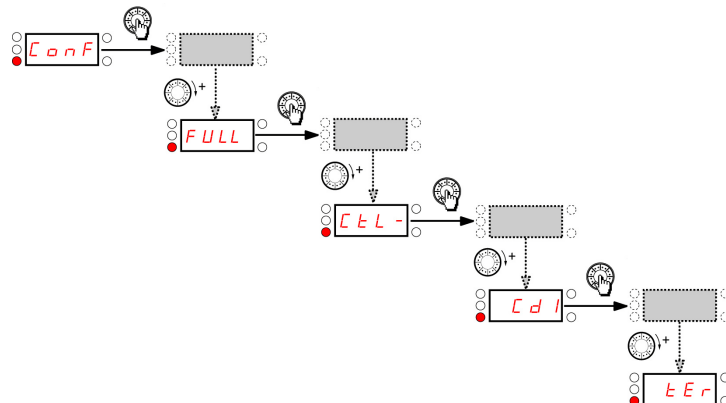 ConF
+
FULL
+
CtL-
+
Cd1
+
tEr